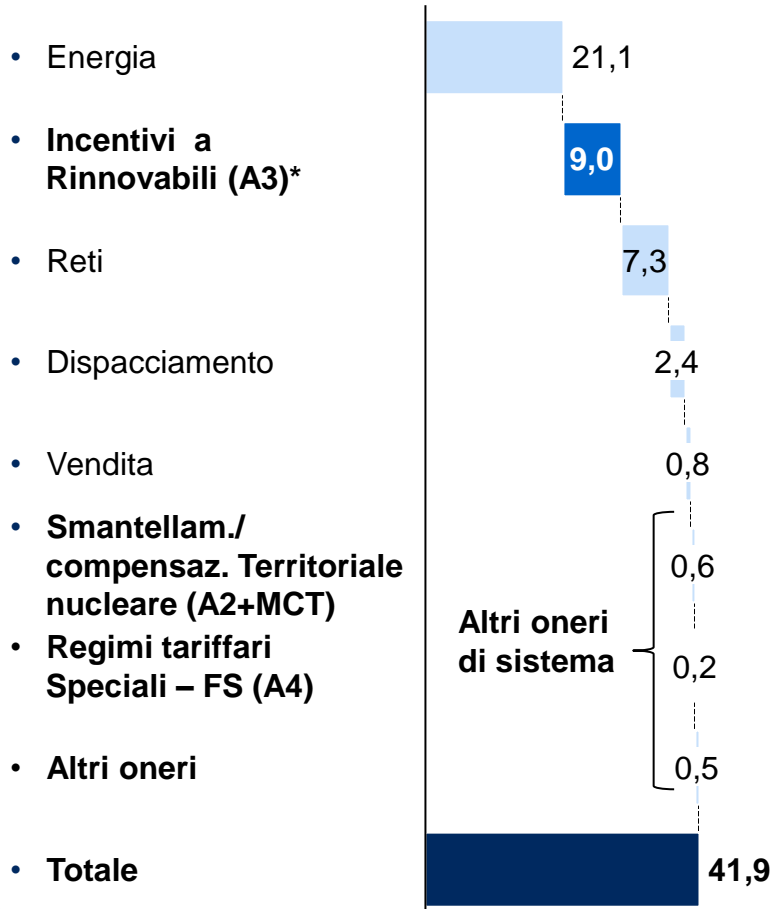 • Energia
21,1
• Incentivi a
Rinnovabili (A3)*
9,0
• Reti
7,3
• Dispacciamento
2,4
• Vendita
0,8
• Smantellam./
compensaz. Territoriale
nucleare (A2+MCT)
0,6
• Regimi tariffari
Speciali – FS (A4)
0,2
Altri oneri
di sistema
• Altri oneri
0,5
• Totale
41,9